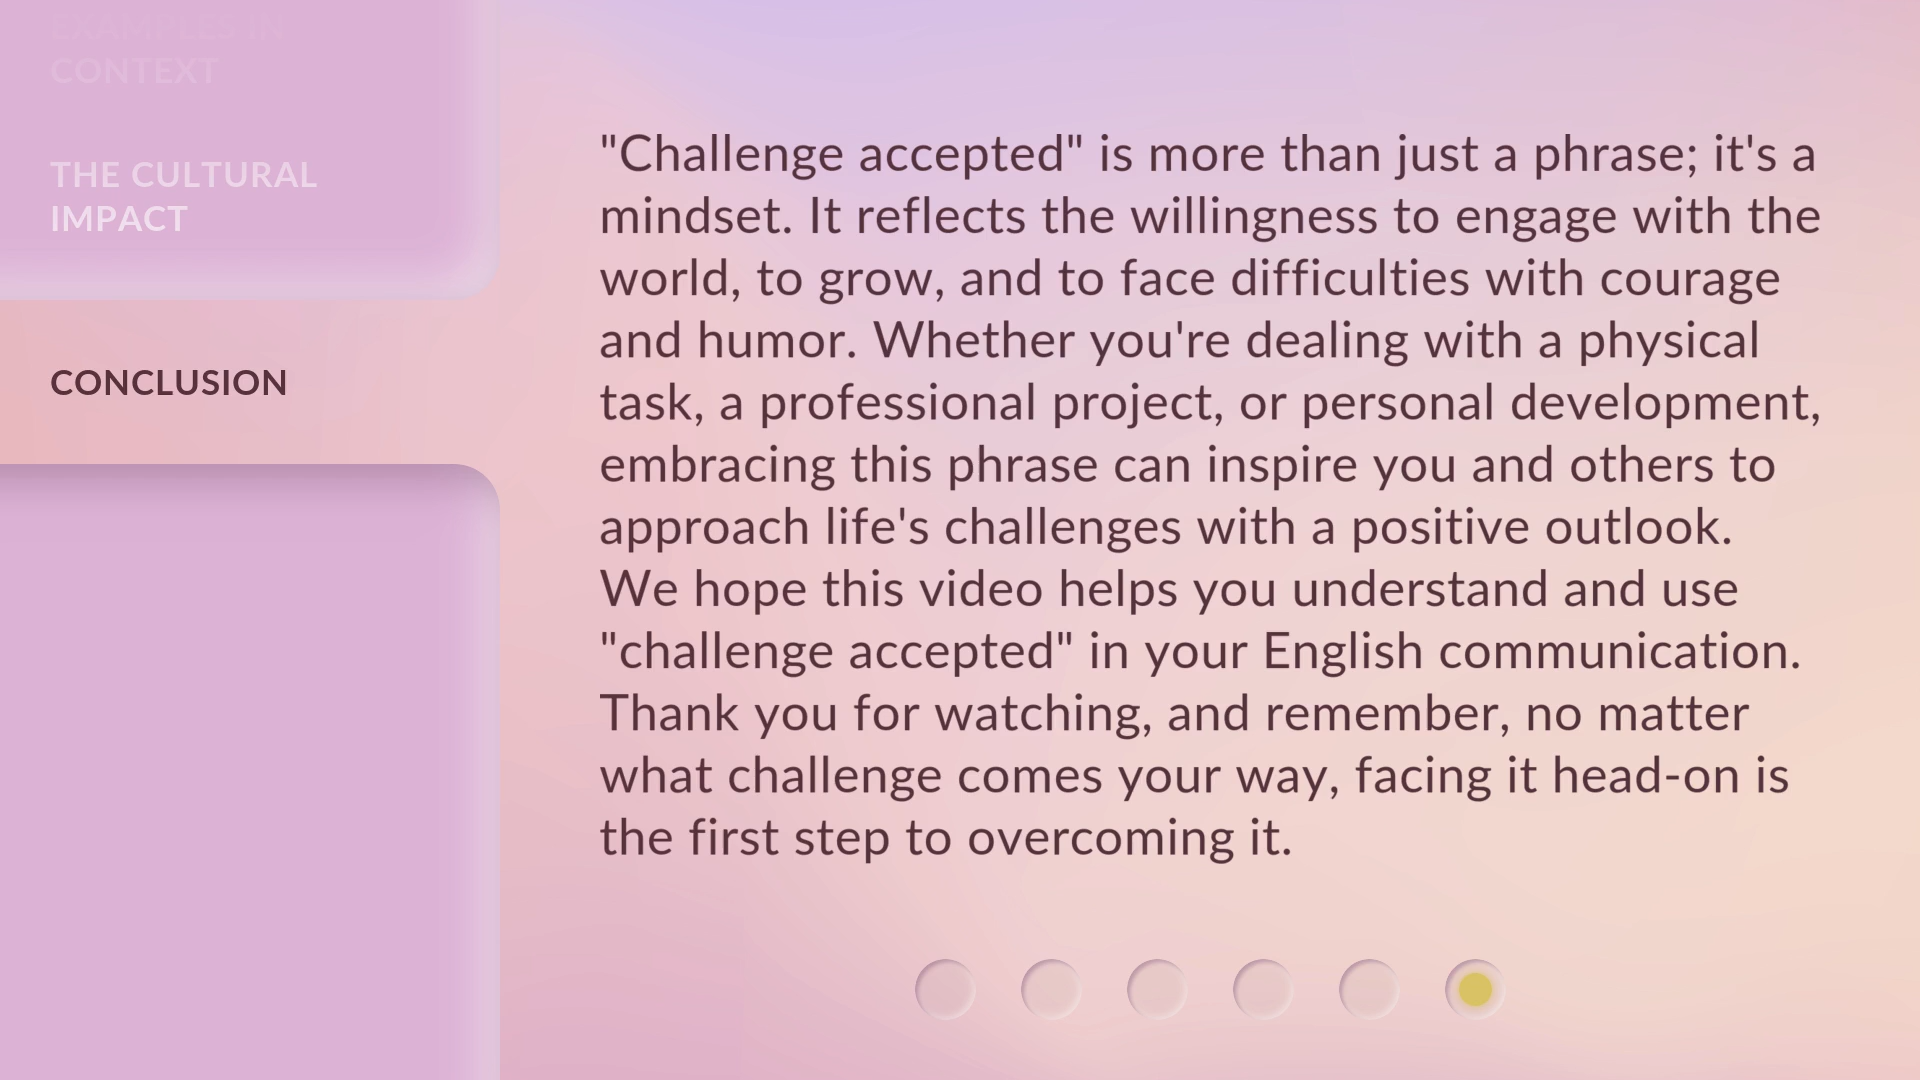 EXAMPLES IN
CONTEXT
THE CULTURAL
IMPACT
CONCLUSION
"Challenge accepted" is more than just a phrase; it's a
mindset. It reflects the willingness to engage with the
world, to grow, and to face difficulties with courage
and humor. Whether you're dealing with a physical
task, a professional project, or personal development,
embracing this phrase can inspire you and others to
approach life's challenges with a positive outlook.
We hope this video helps you understand and use
"challenge accepted" in your English communication.
Thank you for watching, and remember, no matter
what challenge comes your way, facing it head-on is
the first step to overcoming it.